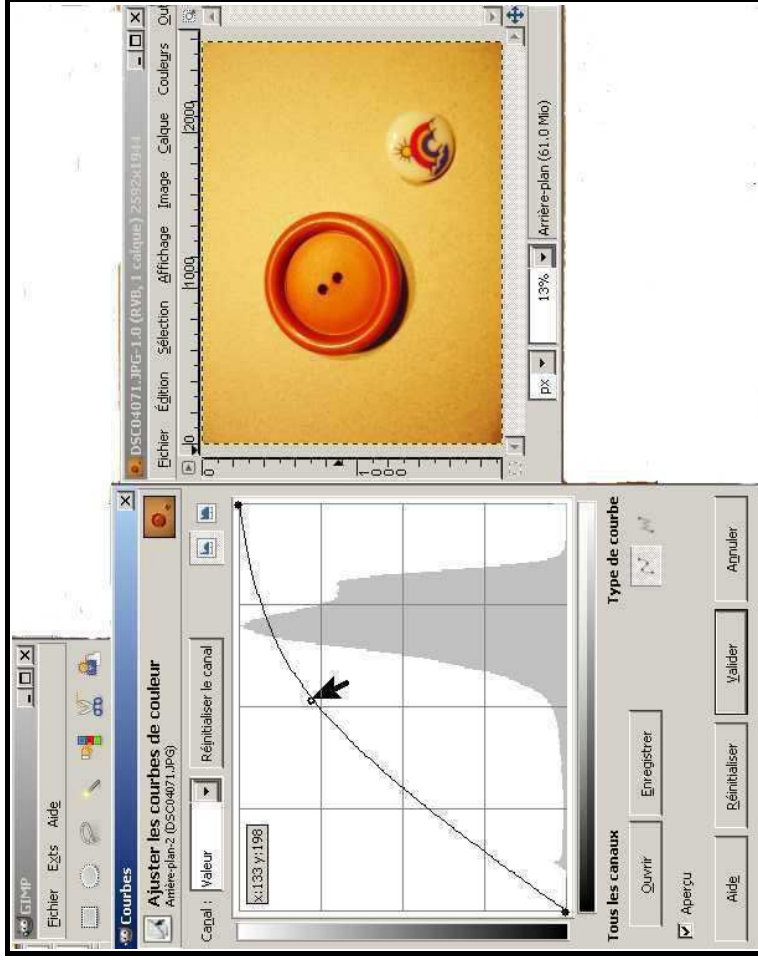 GIMP
Fichier Exts Aide
Courbes
Ajuster les courbes de couleur
Arrière-plan-2 (DSC04071.JPG)
Canal : Valeur Réinitialiser le canal
x:133 y:198
Tous les canaux Type de courbe
Ouvrir Enregistrer
Aperçu
Aide Réinitialiser Valider Annuler
DSC04071.JPG-1.0 (RVB, 1 calque) 2592x1944
Fichier Édition Sélection Affichage Image Calque Couleurs Out
0 1000 2000
0
1000
px 13% Arrière-plan (61.0 Mio)